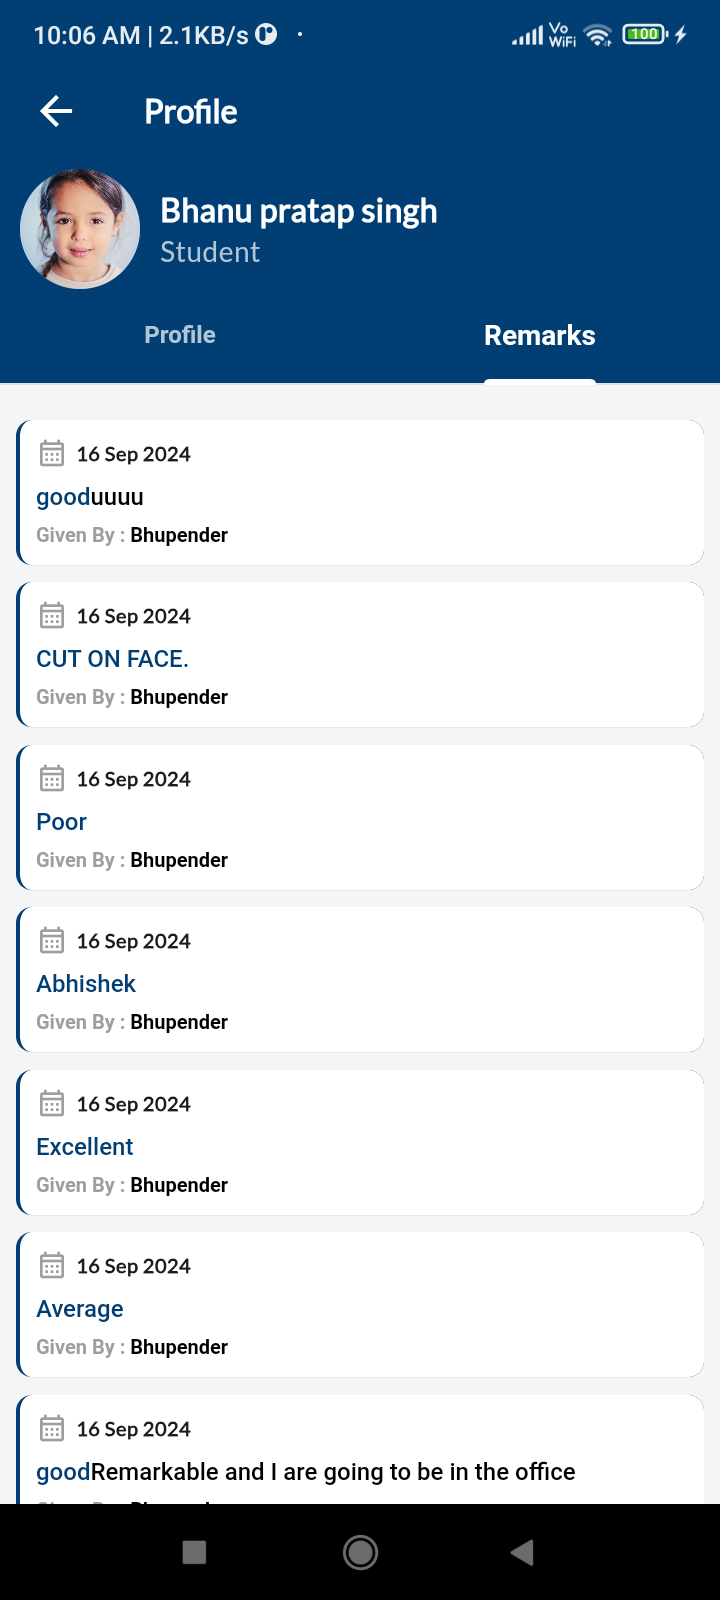 10:06 AM | 2.1KB/s
Vo
WiFi
100
Profile
Bhanu pratap singh
Student
Profile
Remarks
16 Sep 2024
gooduuuu
Given By : Bhupender
16 Sep 2024
CUT ON FACE.
Given By : Bhupender
16 Sep 2024
Poor
Given By : Bhupender
16 Sep 2024
Abhishek
Given By : Bhupender
16 Sep 2024
Excellent
Given By : Bhupender
16 Sep 2024
Average
Given By : Bhupender
16 Sep 2024
goodRemarkable and I are going to be in the office